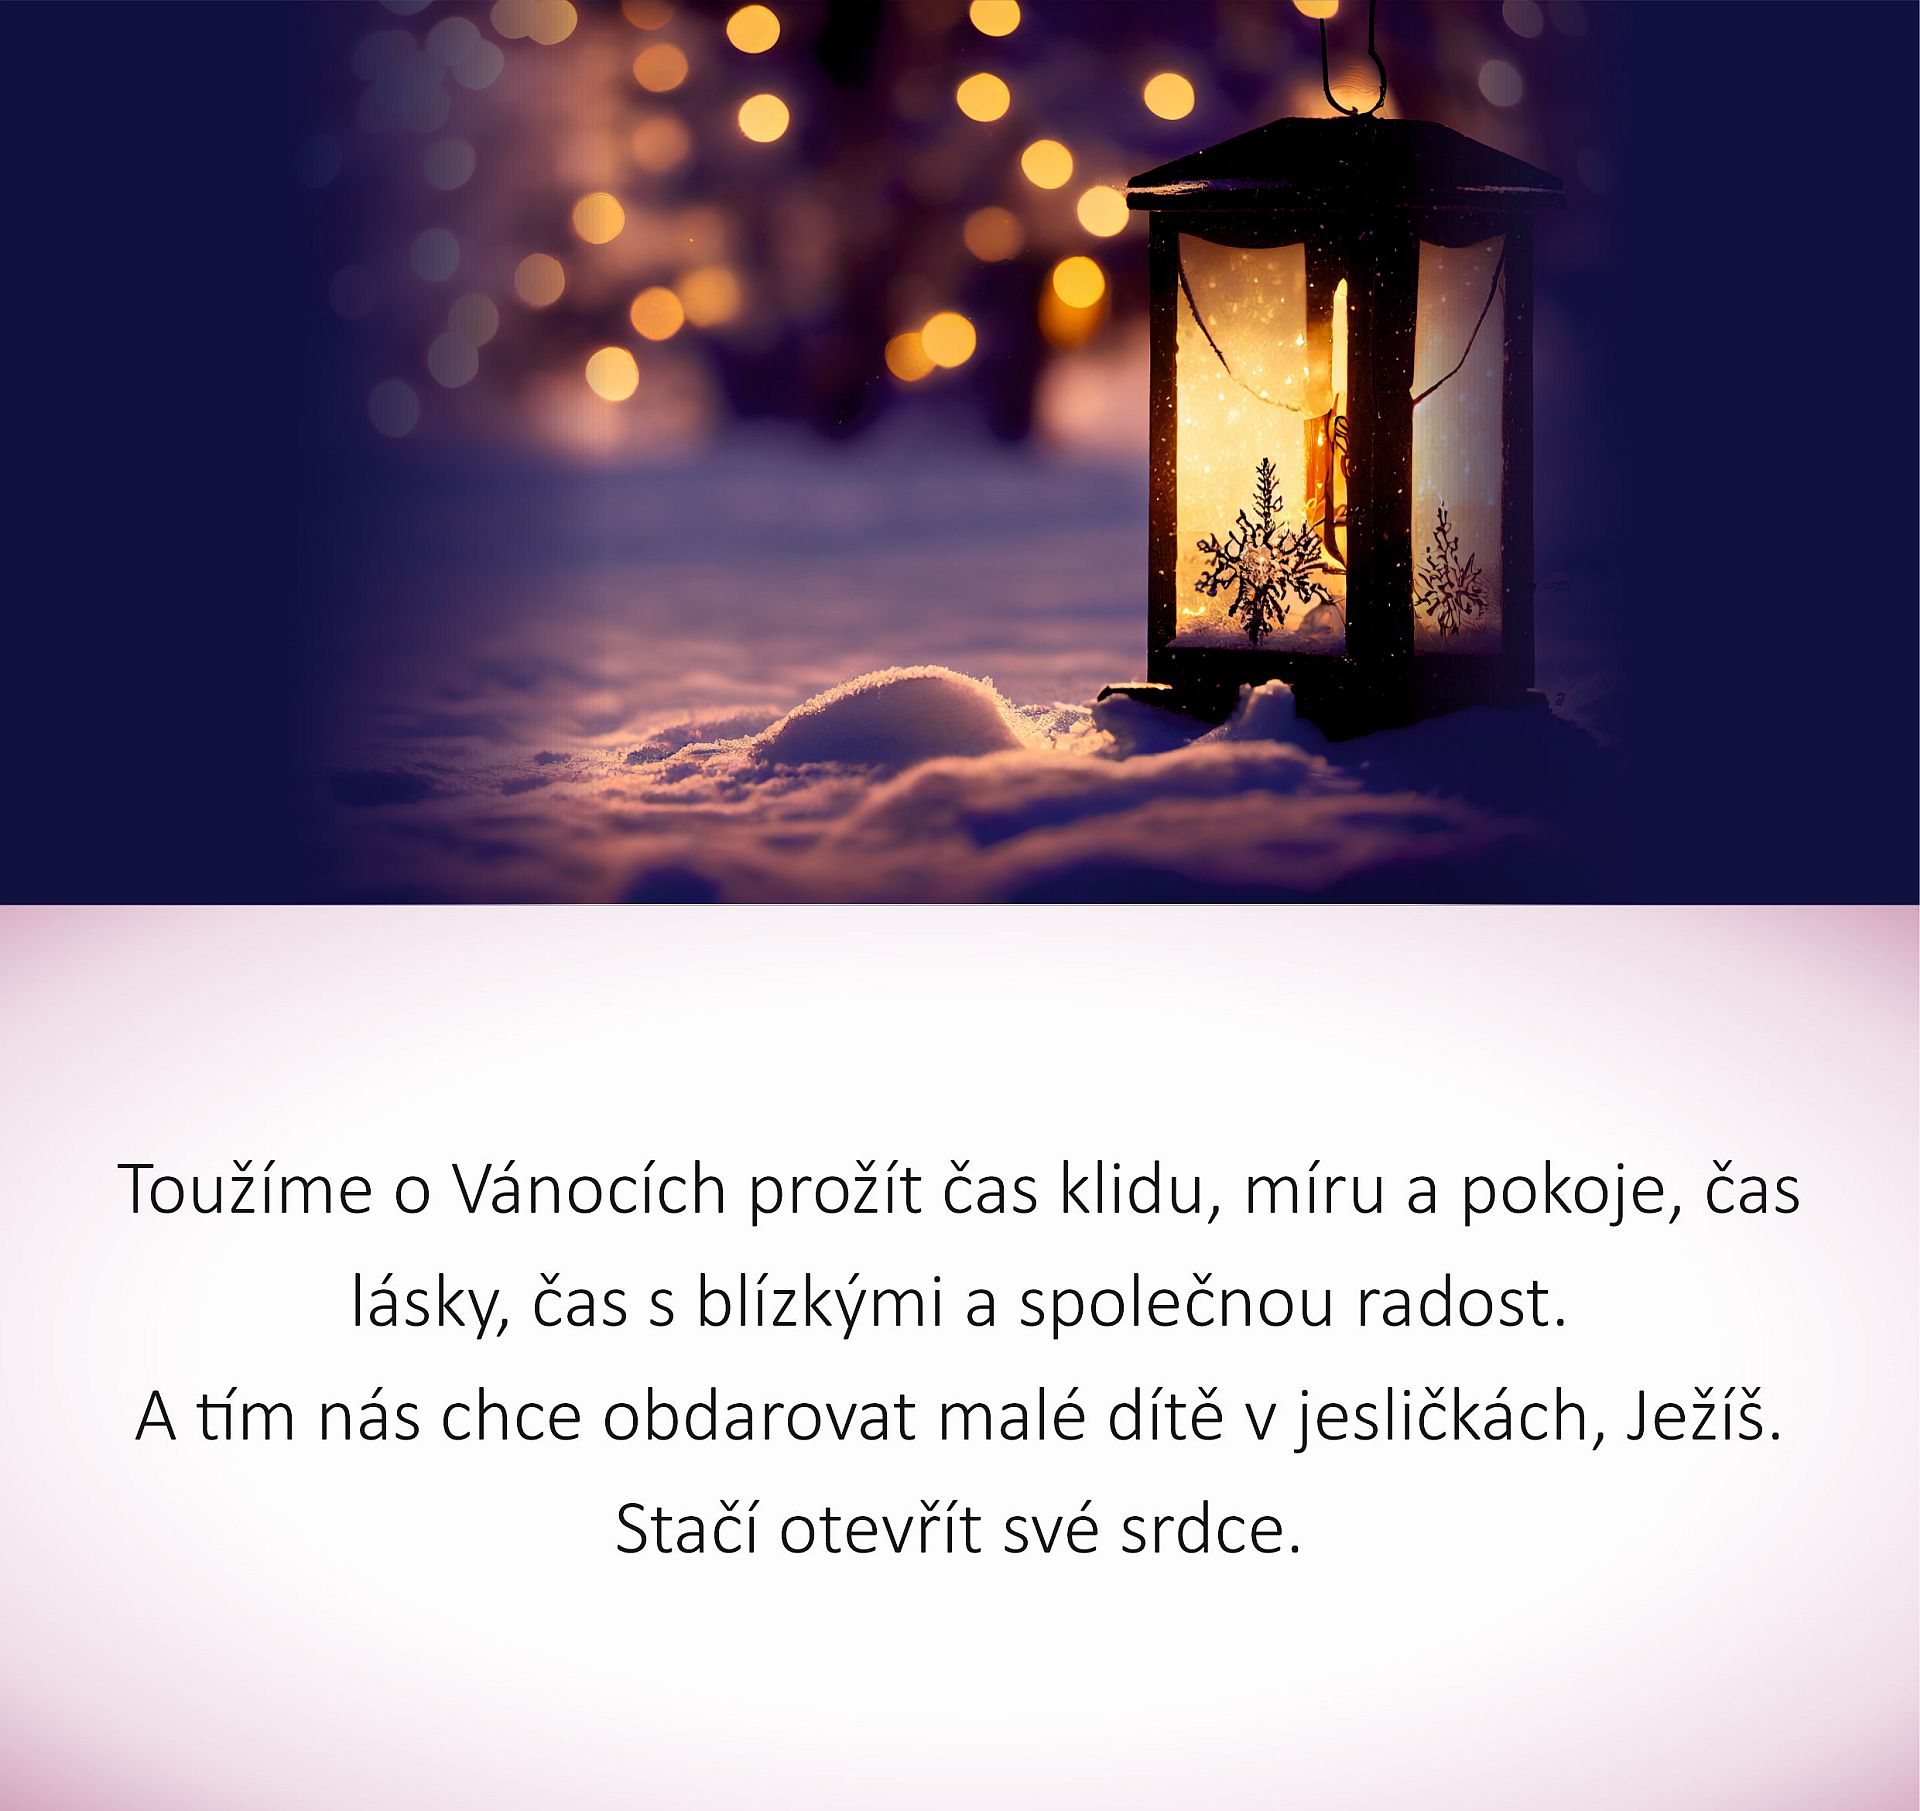 Toužíme o Vánocích prožít čas klidu, míru a pokoje, čas
lásky, čas s blízkými a společnou radost.
A tím nás chce obdarovat malé dítě v jesličkách, Ježíš.
Stačí otevřít své srdce.